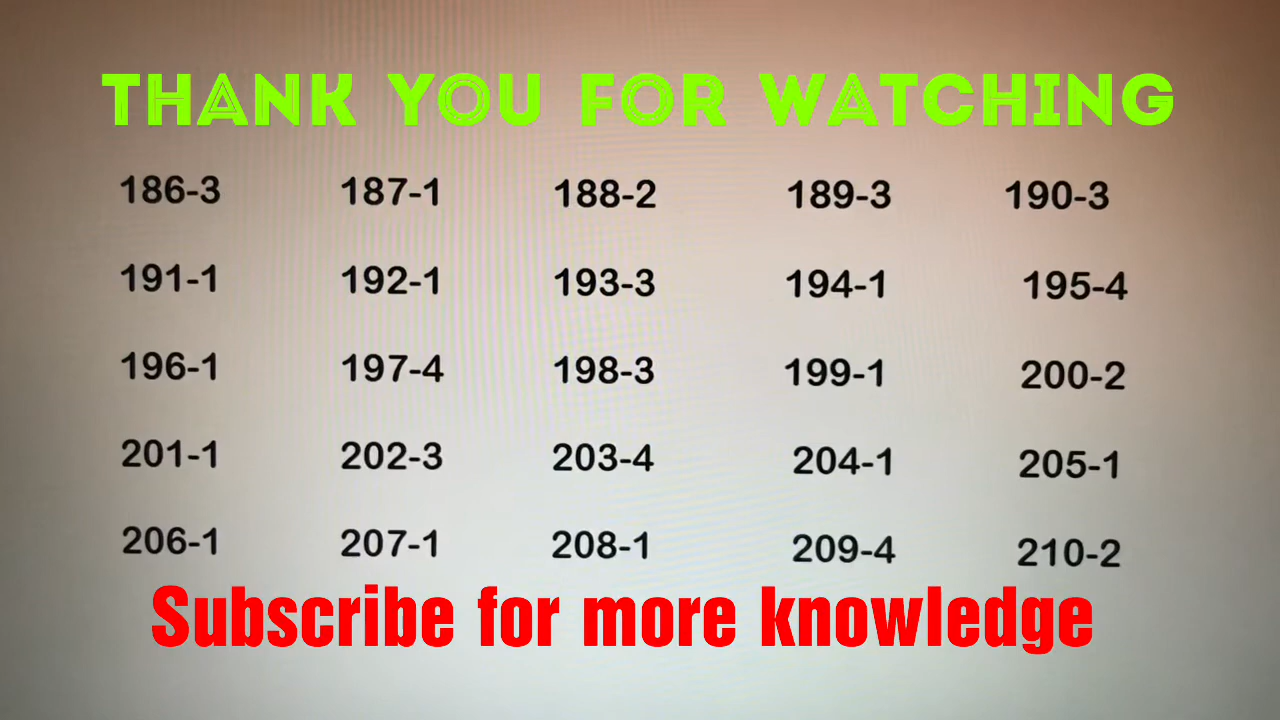 THANK YOU FOR WATCHING
186-3 187-1 188-2 189-3 190-3
191-1 192-1 193-3 194-1 195-4
196-1 197-4 198-3 199-1 200-2
201-1 202-3 203-4 204-1 205-1
206-1 207-1 208-1 209-4 210-2
Subscribe for more knowledge